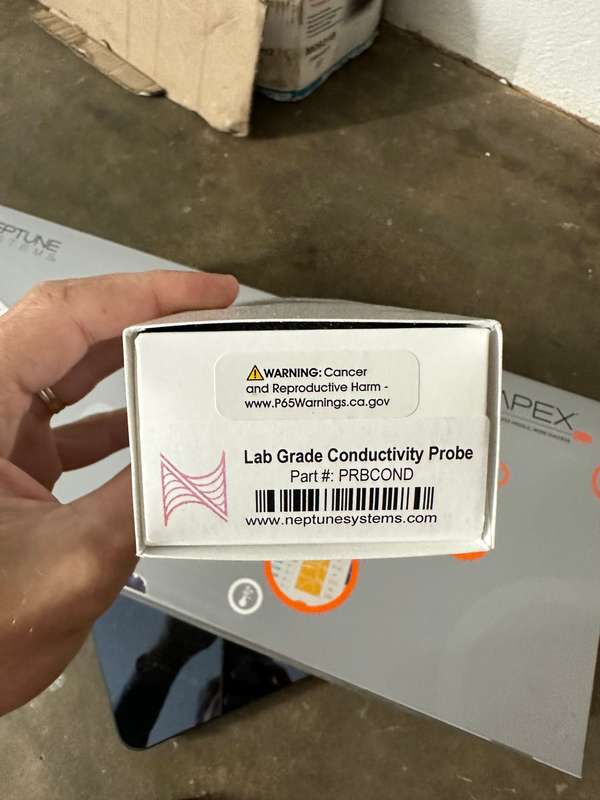 EPTUNE
STEMS
WARNING: Cancer
and Reproductive Harm -
www.P65Warnings.ca.gov
APEX
Lab Grade Conductivity Probe
Part #: PRBCOND
www.neptunesystems.com